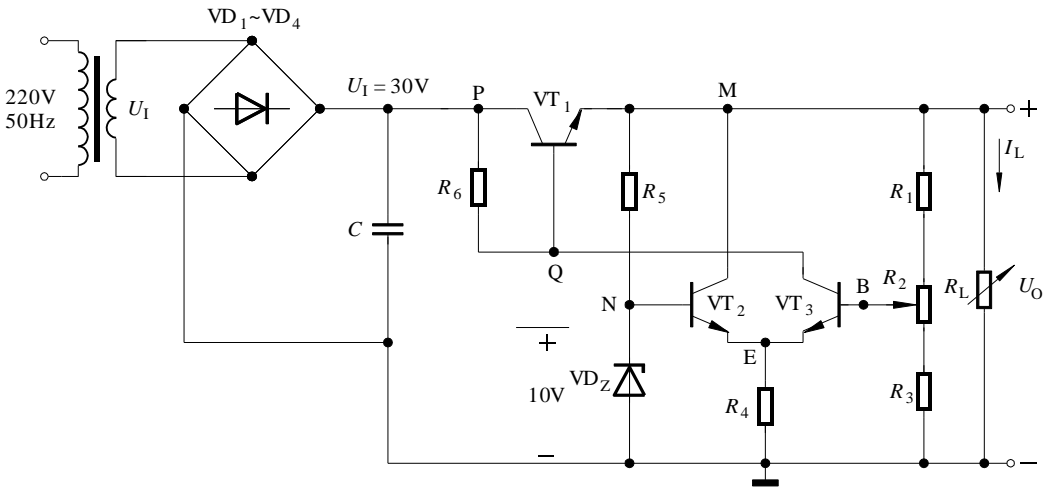 VD1~VD4
220V
50Hz
UI
UI = 30V
P
VT1
M
+
IL
R6
R5
R1
C
Q
N
VT2
VT3
B
R2
RL
UO
+
E
10V
VDZ
R4
R3
−
−